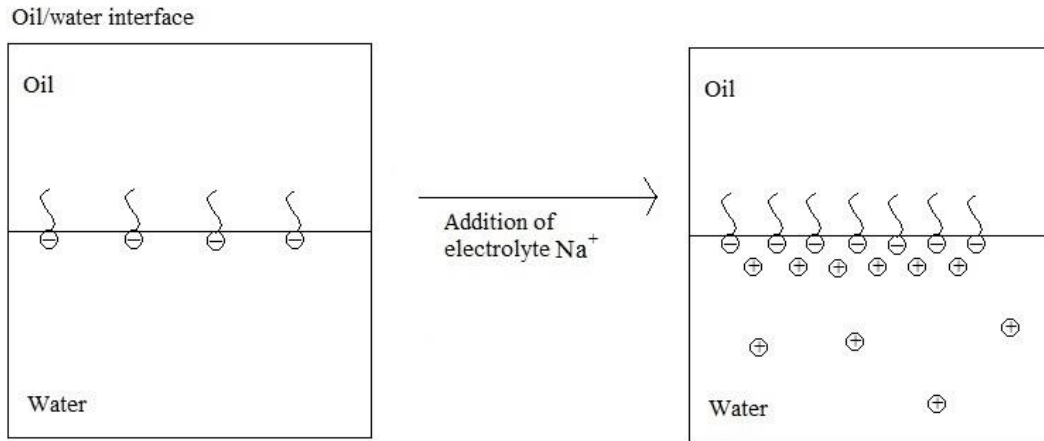 Oil/water interface
Oil
Water
Addition of
electrolyte Na⁺
Oil
Water